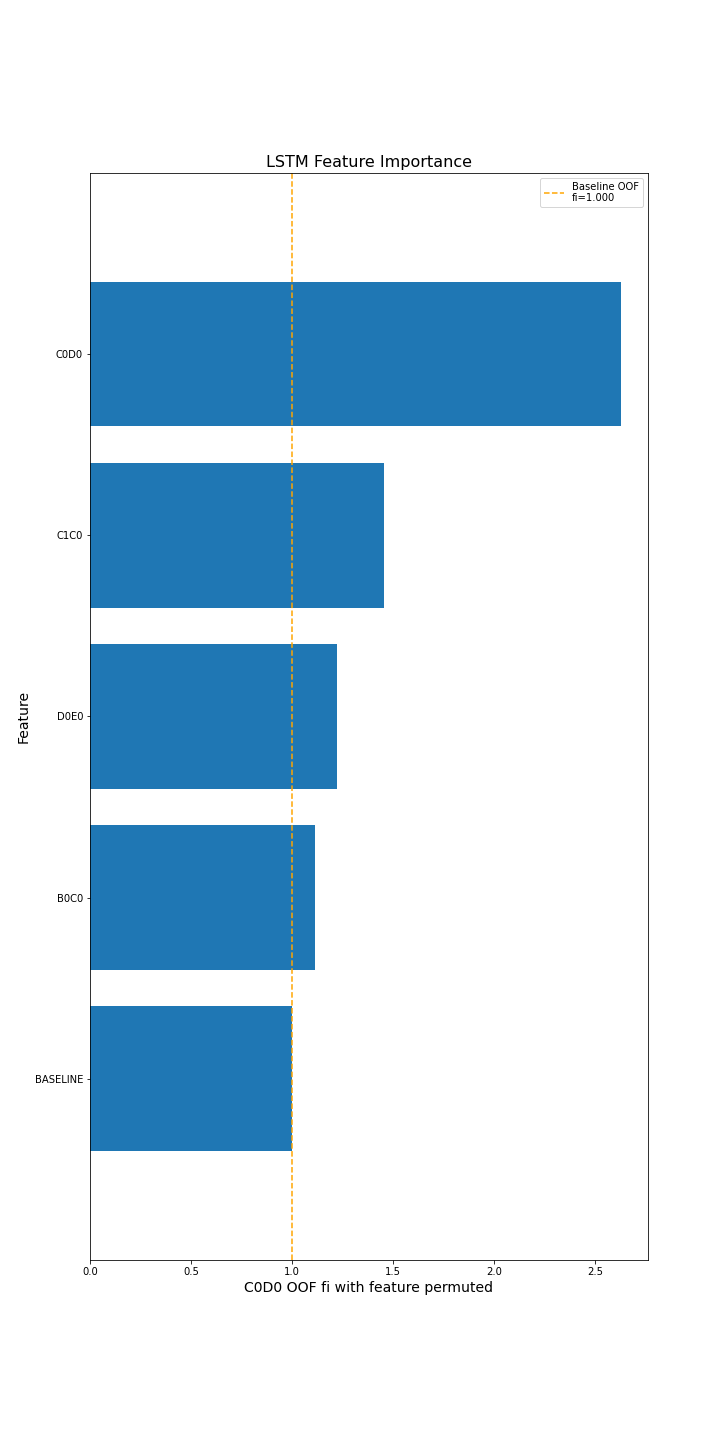 LSTM Feature Importance
Baseline OOF
fi=1.000
C0D0
C1C0
D0E0
B0C0
BASELINE
Feature
0.0 0.5 1.0 1.5 2.0 2.5
C0D0 OOF fi with feature permuted